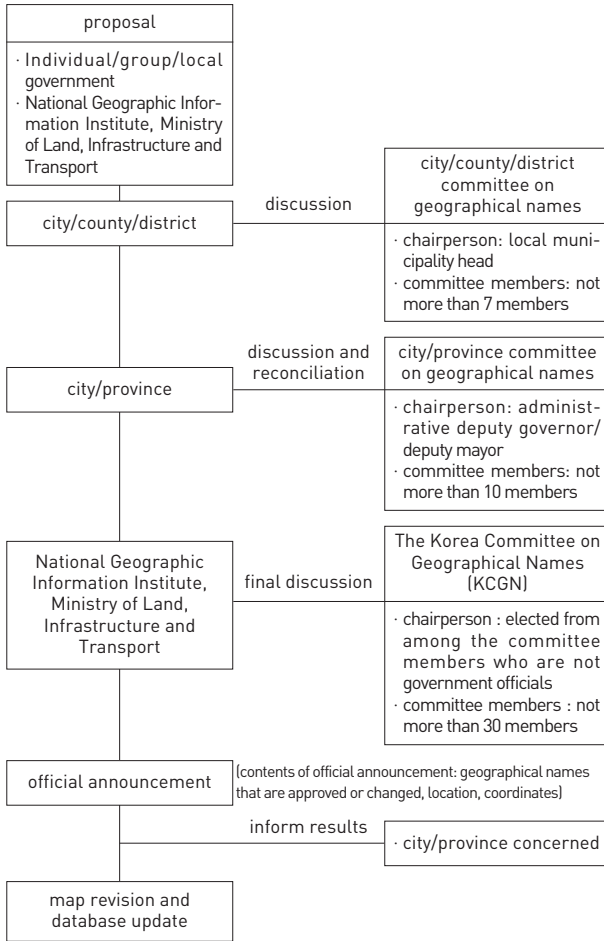 proposal
· Individual/group/local
government
· National Geographic Infor-
mation Institute, Ministry
of Land, Infrastructure and
Transport
city/county/district
discussion
city/county/district
committee on
geographical names
· chairperson: local muni-
cipality head
· committee members: not
more than 7 members
city/province
discussion and
reconciliation
city/province committee
on geographical names
· chairperson: administ-
rative deputy governor/
deputy mayor
· committee members: not
more than 10 members
National Geographic
Information Institute,
Ministry of Land,
Infrastructure and
Transport
final discussion
The Korea Committee on
Geographical Names
(KCGN)
· chairperson : elected from
among the committee
members who are not
government officials
· committee members : not
more than 30 members
official announcement
(contents of official announcement: geographical names
that are approved or changed, location, coordinates)
inform results
· city/province concerned
map revision and
database update